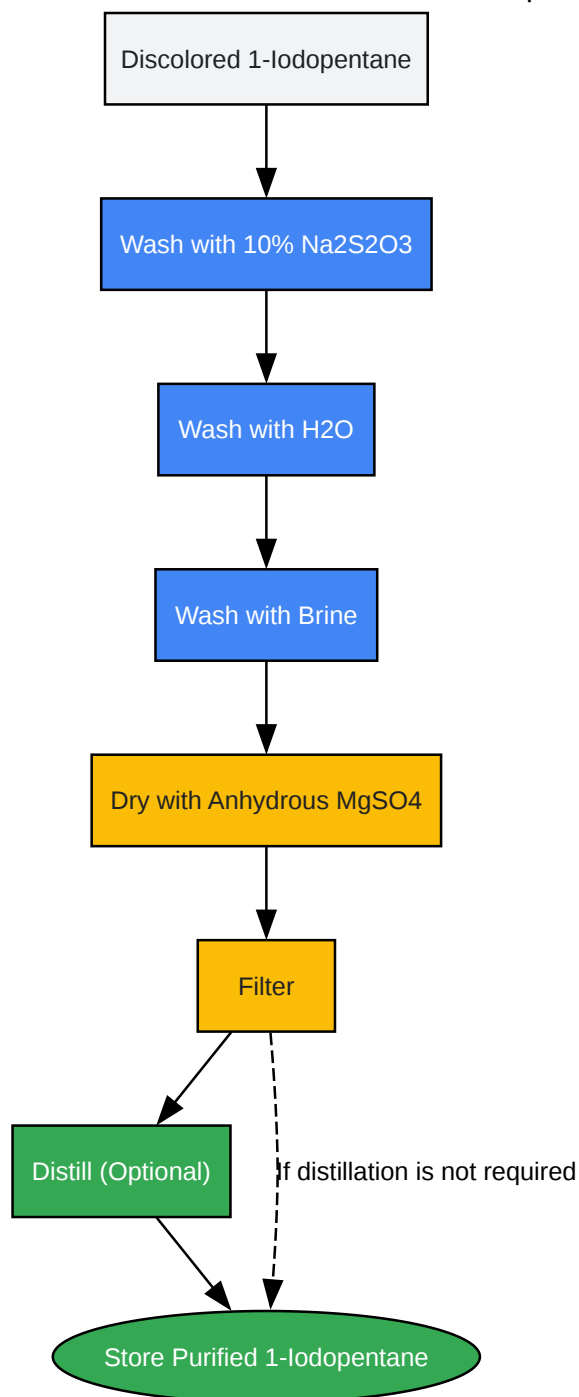 Discolored 1-Iodopentane
Wash with 10% Na2S2O3
Wash with H2O
Wash with Brine
Dry with Anhydrous MgSO4
Filter
Distill (Optional)
If distillation is not required
Store Purified 1-Iodopentane